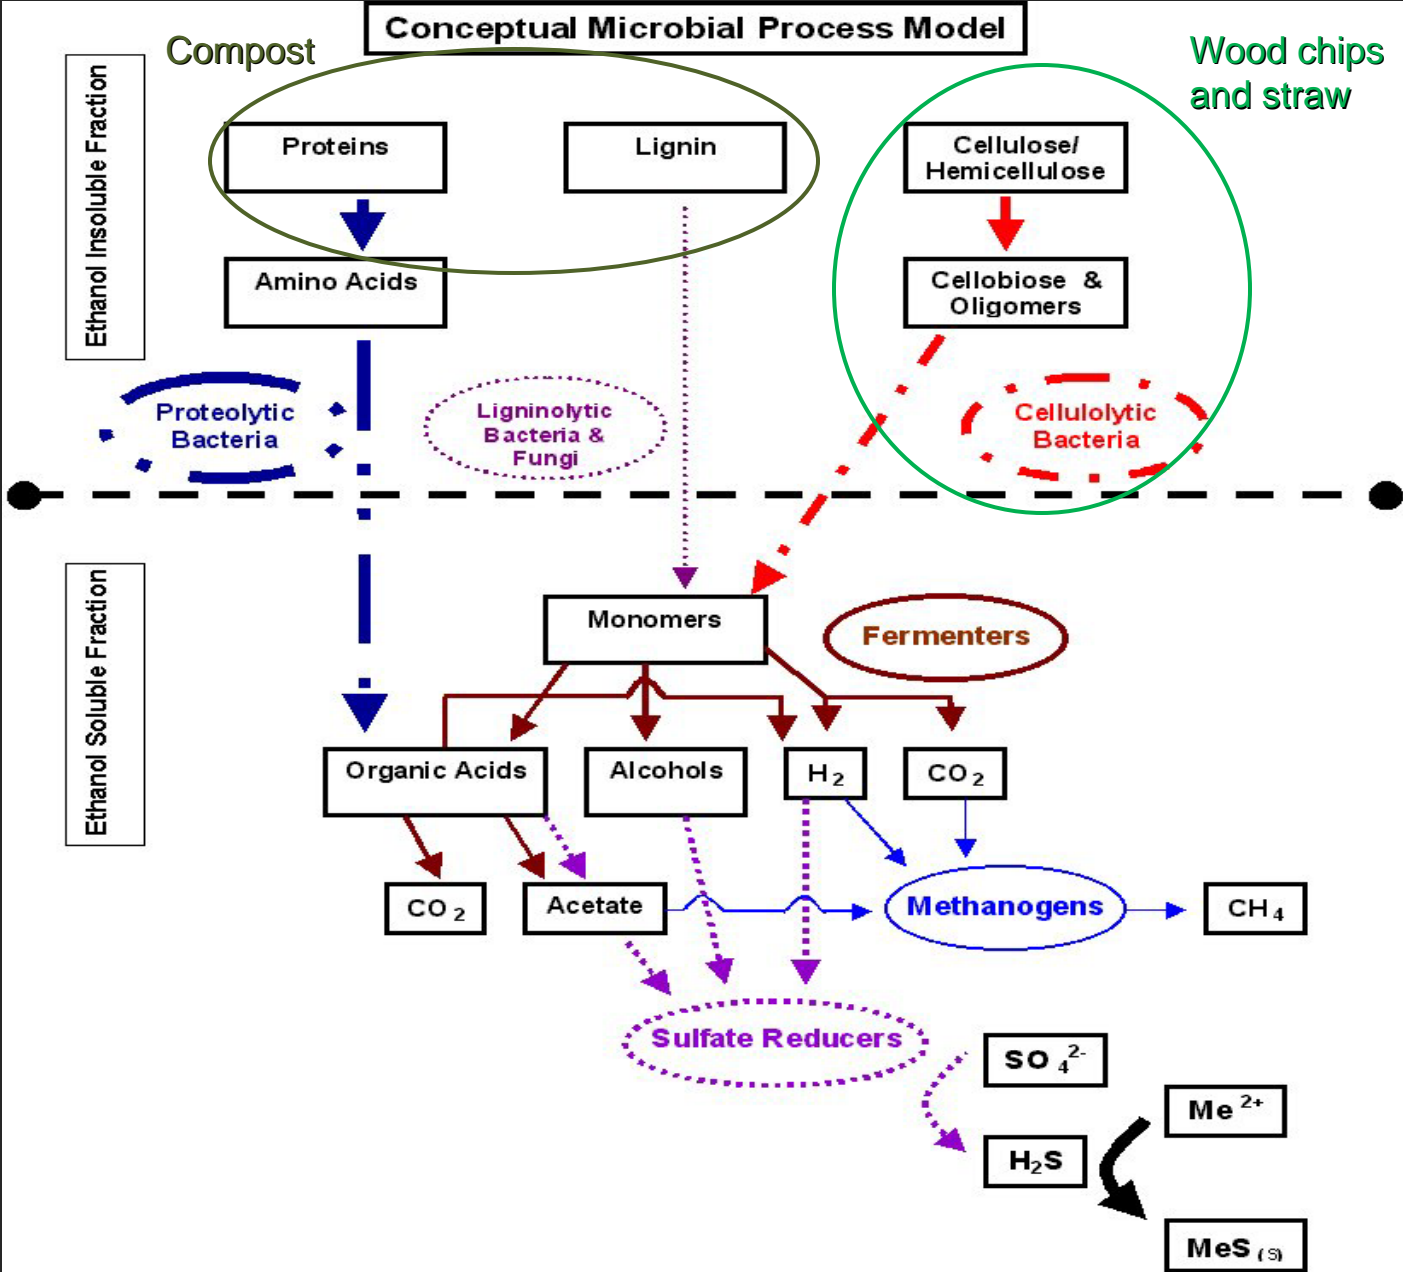 Conceptual Microbial Process Model
Compost
Wood chips
and straw
Ethanol Insoluble Fraction
Proteins
Lignin
Cellulose/
Hemicellulose
Amino Acids
Cellobiose &
Oligomers
Proteolytic
Bacteria
Ligninolytic
Bacteria &
Fungi
Cellulolytic
Bacteria
Ethanol Soluble Fraction
Monomers
Fermenters
Organic Acids
Alcohols
H₂
CO₂
CO₂
Acetate
Methanogens
CH₄
Sulfate Reducers
SO₄²⁻
Me²⁺
H₂S
MeS(S)